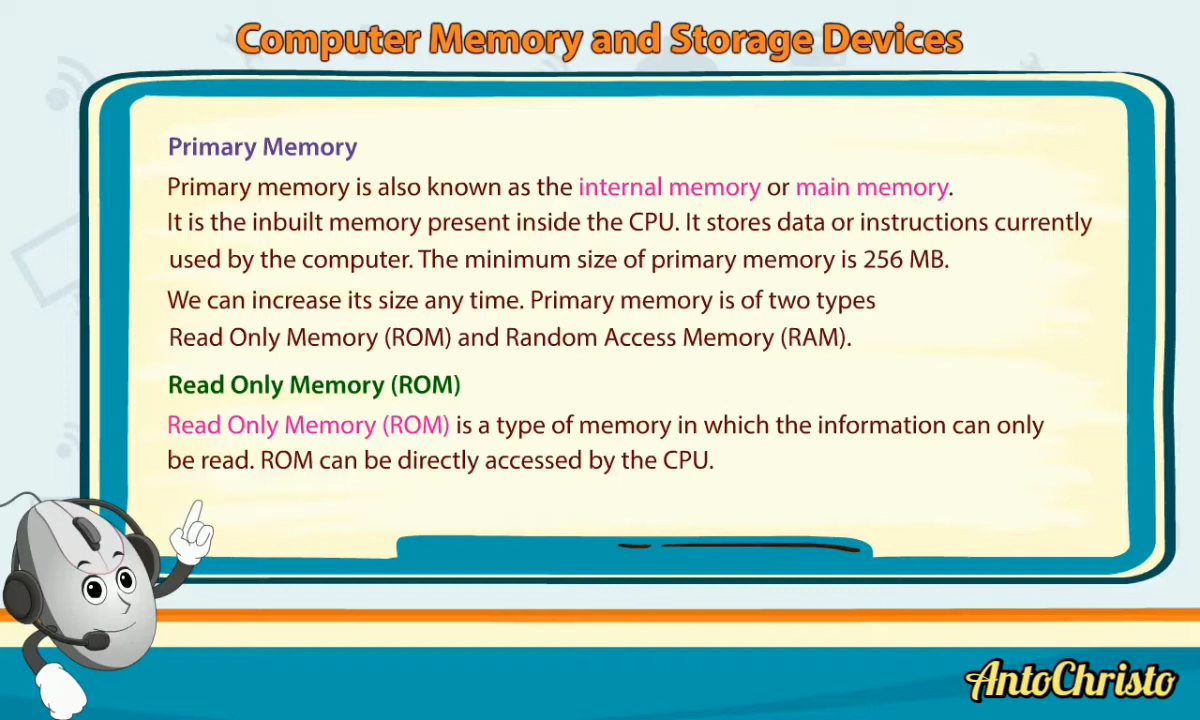 Computer Memory and Storage Devices
Primary Memory
Primary memory is also known as the internal memory or main memory.
It is the inbuilt memory present inside the CPU. It stores data or instructions currently
used by the computer. The minimum size of primary memory is 256 MB.
We can increase its size any time. Primary memory is of two types
Read Only Memory (ROM) and Random Access Memory (RAM).
Read Only Memory (ROM)
Read Only Memory (ROM) is a type of memory in which the information can only
be read. ROM can be directly accessed by the CPU.
AntoChristo